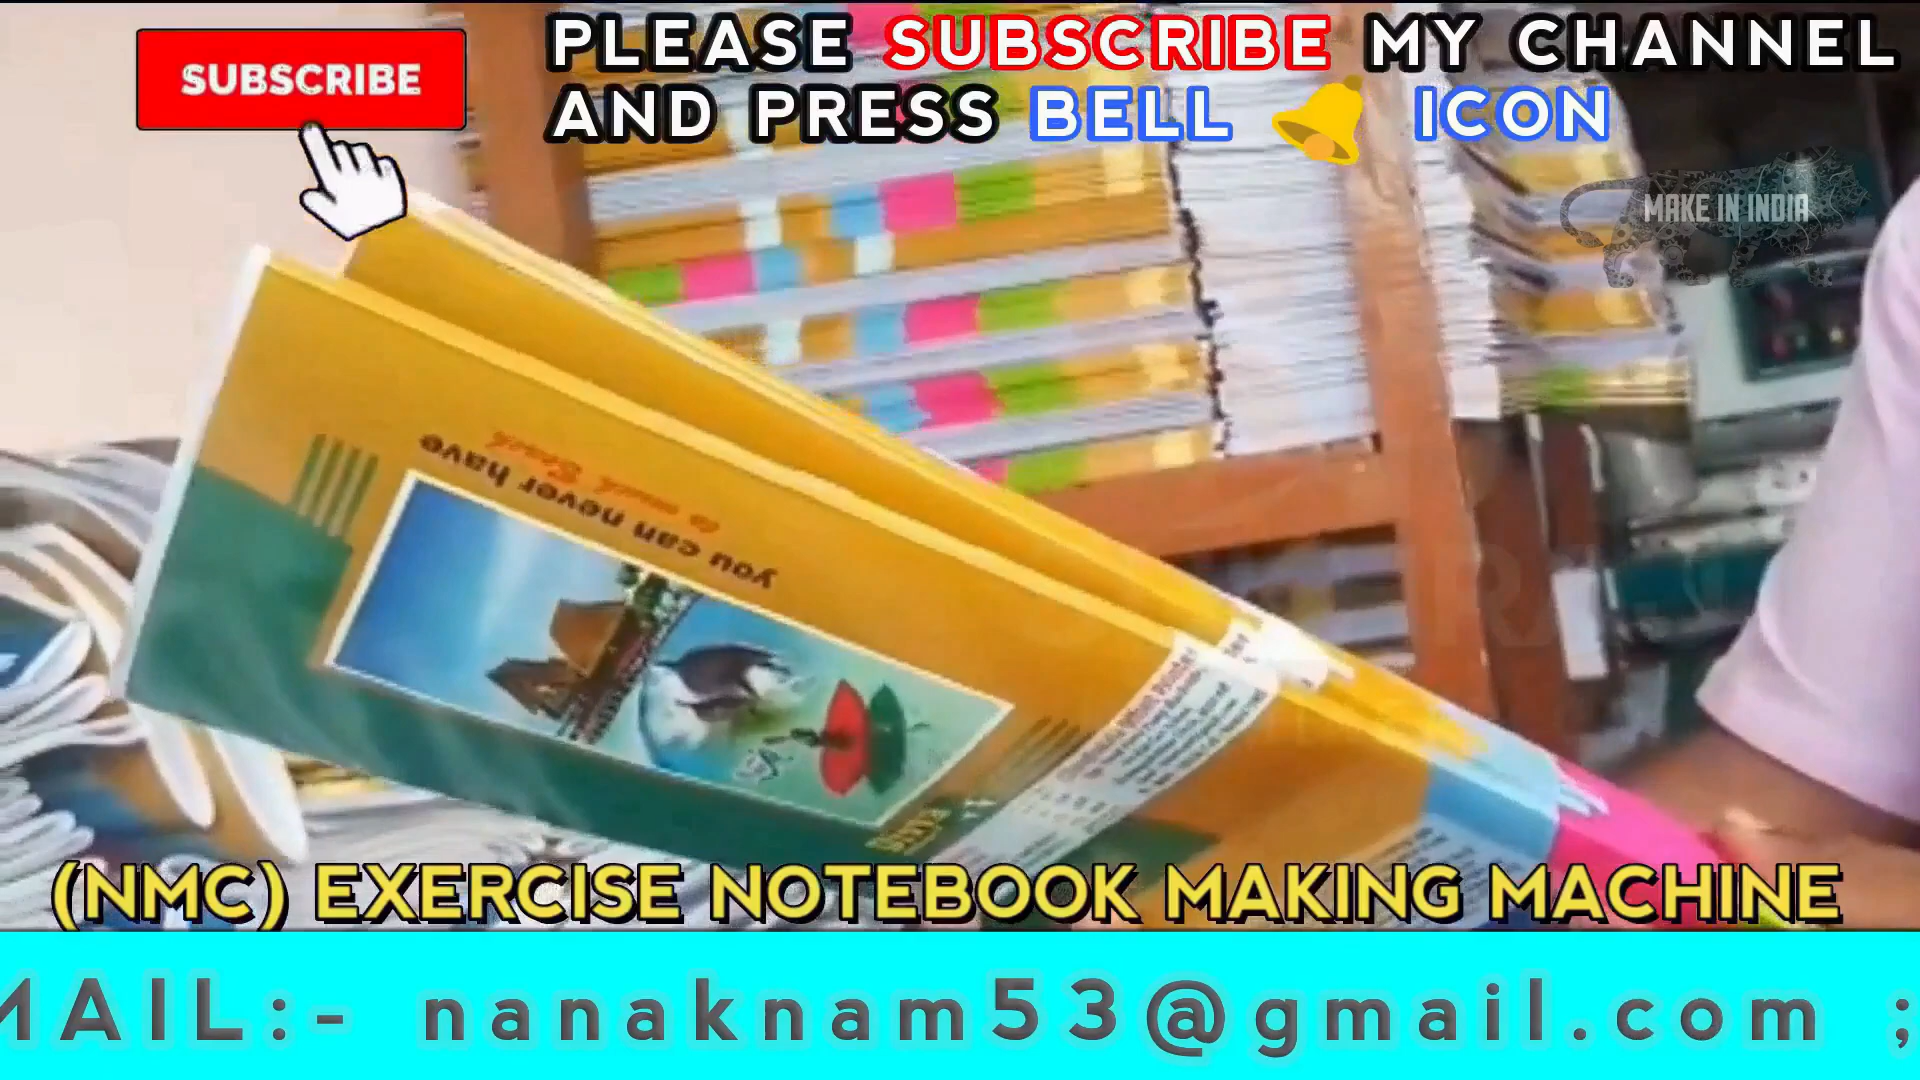 SUBSCRIBE
PLEASE SUBSCRIBE MY CHANNEL
AND PRESS BELL ICON
MAKE IN INDIA
you can never have
(NMC) EXERCISE NOTEBOOK MAKING MACHINE
MAIL:- nanaknam53@gmail.com ;